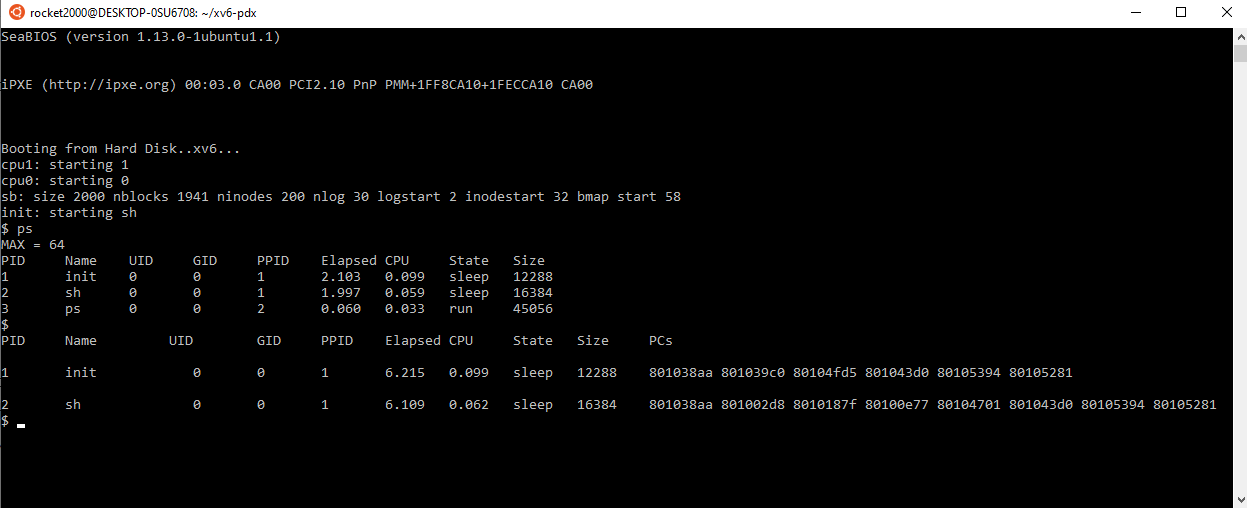 rocket2000@DESKTOP-0SU6708: ~/xv6-pdx
SeaBIOS (version 1.13.0-1ubuntu1.1)
iPXE (http://ipxe.org) 00:03.0 CA00 PCI2.10 PnP PMM+1FF8CA10+1FECCA10 CA00
Booting from Hard Disk..xv6...
cpu1: starting 1
cpu0: starting 0
sb: size 2000 nblocks 1941 ninodes 200 nlog 30 logstart 2 inodestart 32 bmap start 58
init: starting sh
$ ps
MAX = 64
PID Name UID GID PPID Elapsed CPU State Size
1 init 0 0 1 2.103 0.099 sleep 12288
2 sh 0 0 1 1.997 0.059 sleep 16384
3 ps 0 0 2 0.060 0.033 run 45056
$
PID Name UID GID PPID Elapsed CPU State Size PCs
1 init 0 0 1 6.215 0.099 sleep 12288 801038aa 801039c0 80104fd5 801043d0 80105394 80105281
2 sh 0 0 1 6.109 0.062 sleep 16384 801038aa 801002d8 8010187f 80100e77 80104701 801043d0 80105394 80105281
$